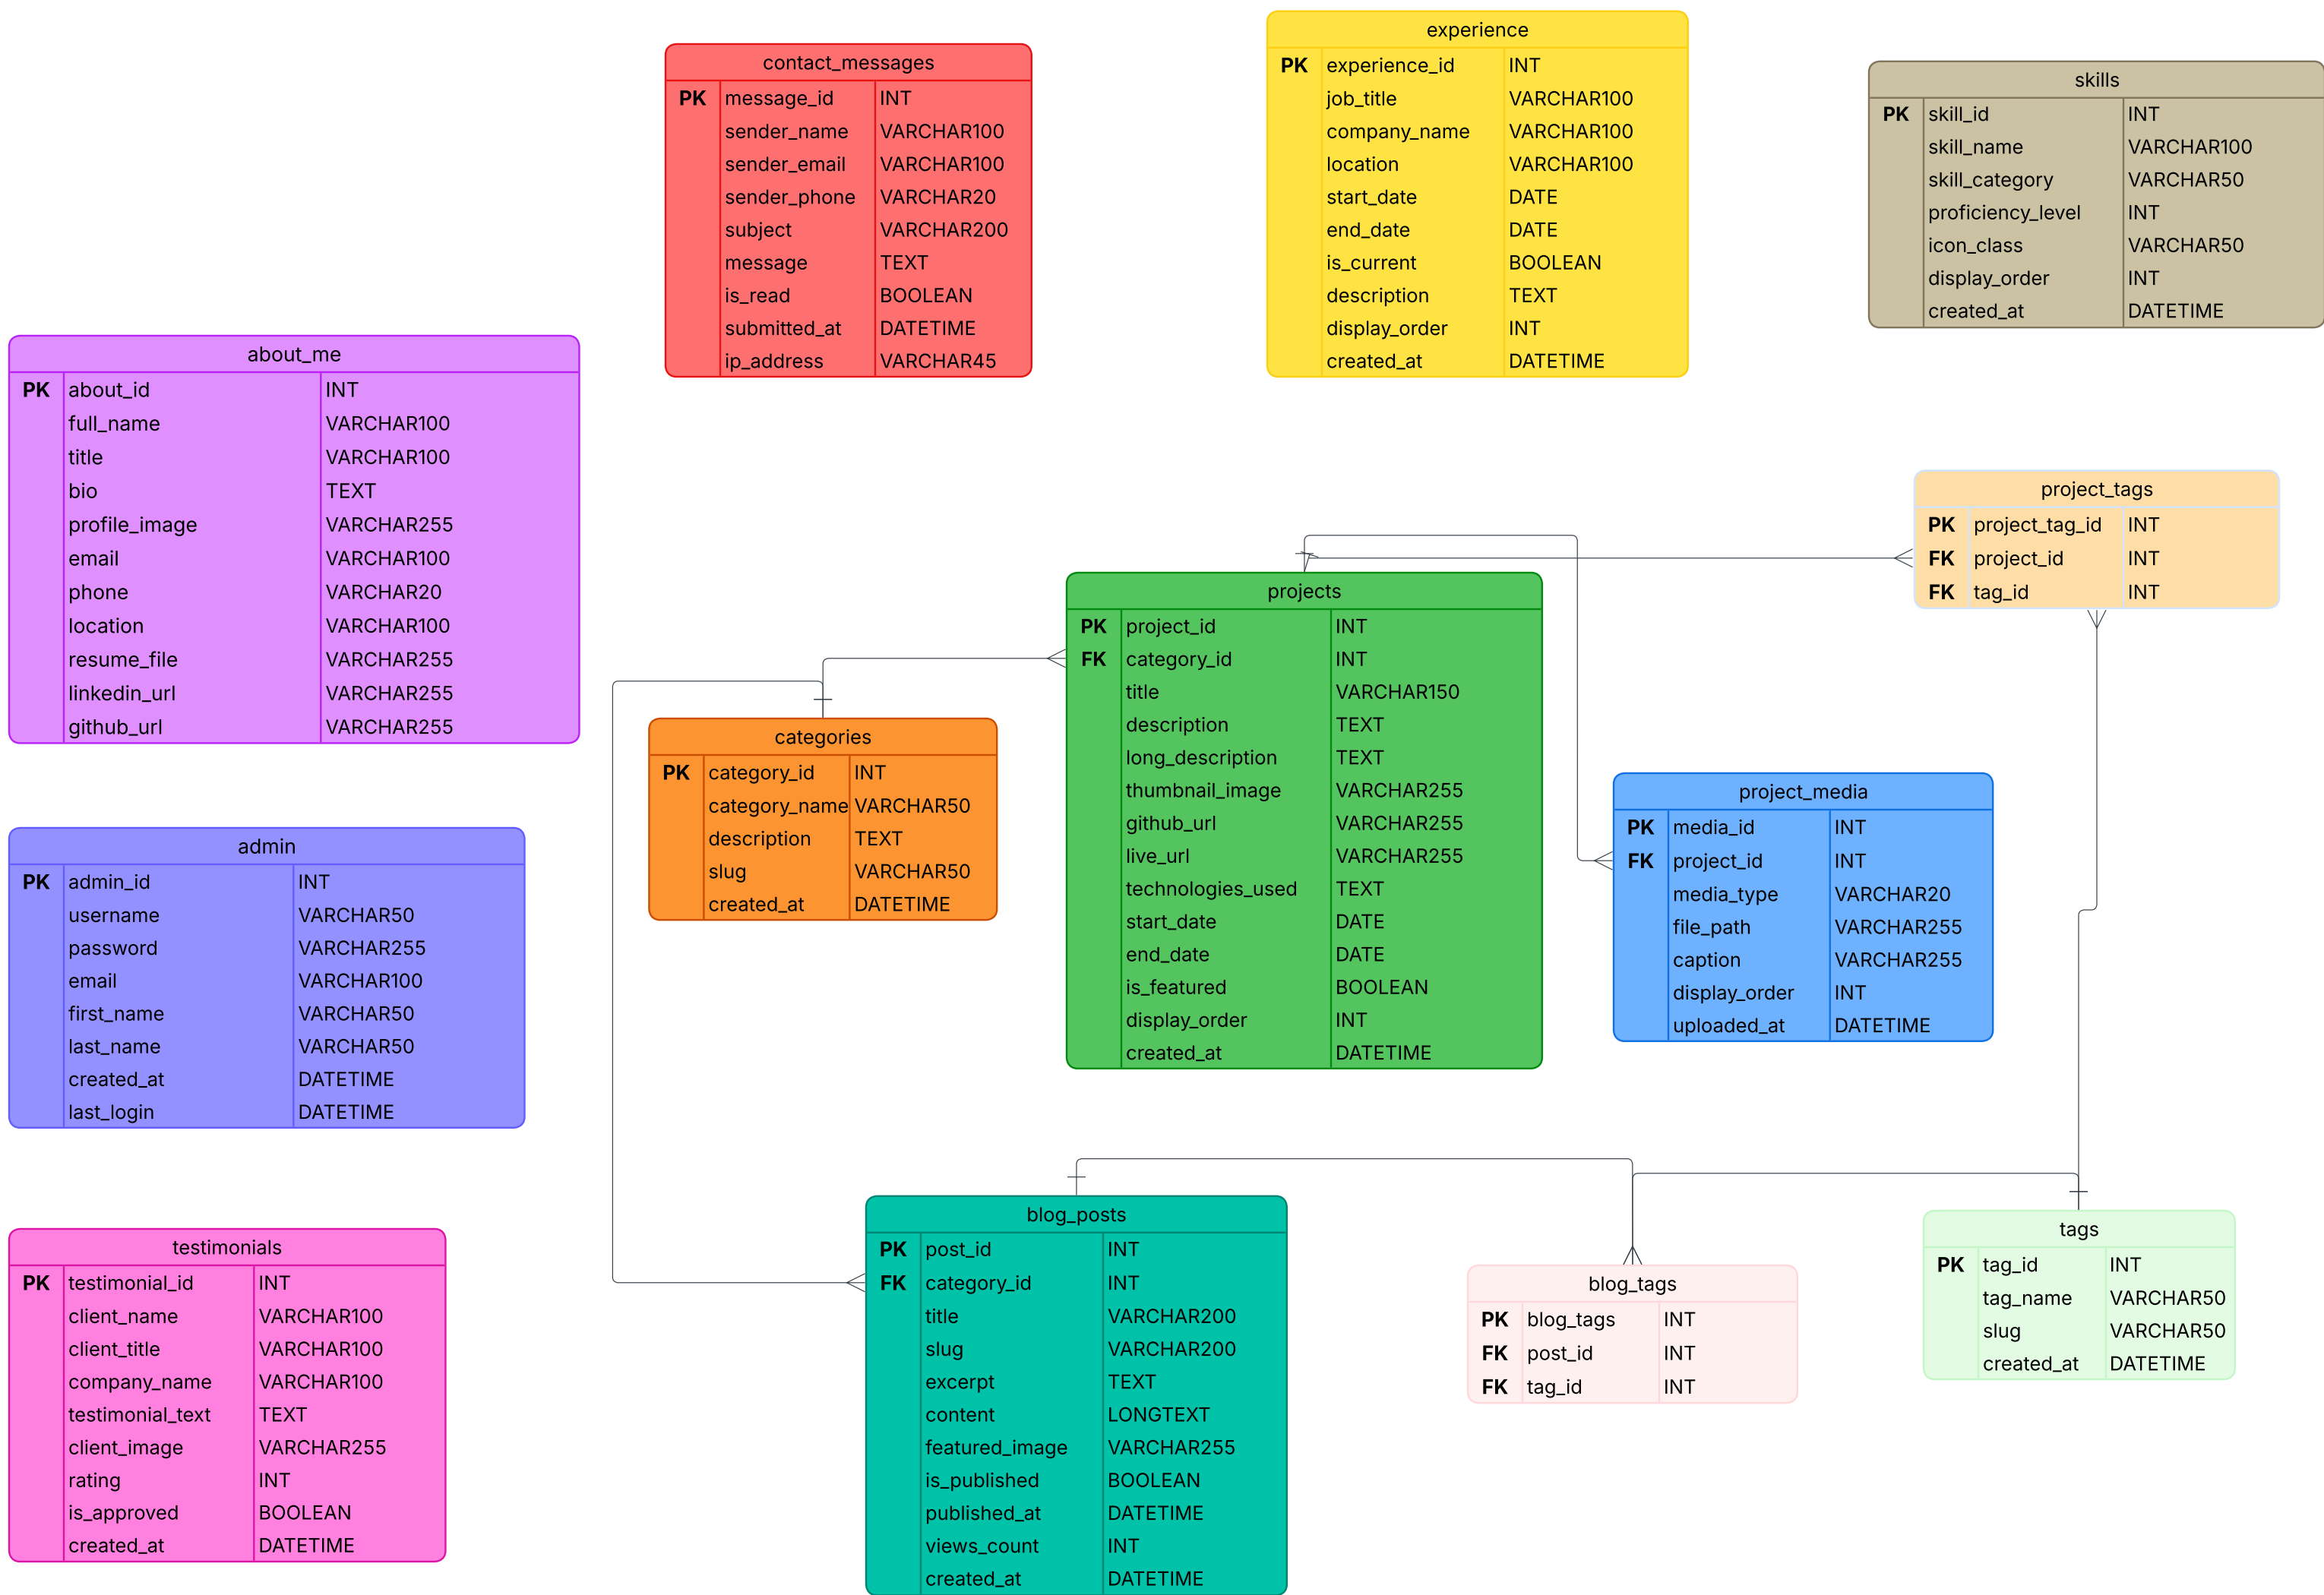 contact_messages
PK message_id INT
sender_name VARCHAR100
sender_email VARCHAR100
sender_phone VARCHAR20
subject VARCHAR200
message TEXT
is_read BOOLEAN
submitted_at DATETIME
ip_address VARCHAR45
experience
PK experience_id INT
job_title VARCHAR100
company_name VARCHAR100
location VARCHAR100
start_date DATE
end_date DATE
is_current BOOLEAN
description TEXT
display_order INT
created_at DATETIME
skills
PK skill_id INT
skill_name VARCHAR100
skill_category VARCHAR50
proficiency_level INT
icon_class VARCHAR50
display_order INT
created_at DATETIME
about_me
PK about_id INT
full_name VARCHAR100
title VARCHAR100
bio TEXT
profile_image VARCHAR255
email VARCHAR100
phone VARCHAR20
location VARCHAR100
resume_file VARCHAR255
linkedin_url VARCHAR255
github_url VARCHAR255
project_tags
PK project_tag_id INT
FK project_id INT
FK tag_id INT
projects
PK project_id INT
FK category_id INT
title VARCHAR150
description TEXT
long_description TEXT
thumbnail_image VARCHAR255
github_url VARCHAR255
live_url VARCHAR255
technologies_used TEXT
start_date DATE
end_date DATE
is_featured BOOLEAN
display_order INT
created_at DATETIME
categories
PK category_id INT
category_name VARCHAR50
description TEXT
slug VARCHAR50
created_at DATETIME
project_media
PK media_id INT
FK project_id INT
media_type VARCHAR20
file_path VARCHAR255
caption VARCHAR255
display_order INT
uploaded_at DATETIME
admin
PK admin_id INT
username VARCHAR50
password VARCHAR255
email VARCHAR100
first_name VARCHAR50
last_name VARCHAR50
created_at DATETIME
last_login DATETIME
blog_posts
PK post_id INT
FK category_id INT
title VARCHAR200
slug VARCHAR200
excerpt TEXT
content LONGTEXT
featured_image VARCHAR255
is_published BOOLEAN
published_at DATETIME
views_count INT
created_at DATETIME
blog_tags
PK blog_tags INT
FK post_id INT
FK tag_id INT
tags
PK tag_id INT
tag_name VARCHAR50
slug VARCHAR50
created_at DATETIME
testimonials
PK testimonial_id INT
client_name VARCHAR100
client_title VARCHAR100
company_name VARCHAR100
testimonial_text TEXT
client_image VARCHAR255
rating INT
is_approved BOOLEAN
created_at DATETIME